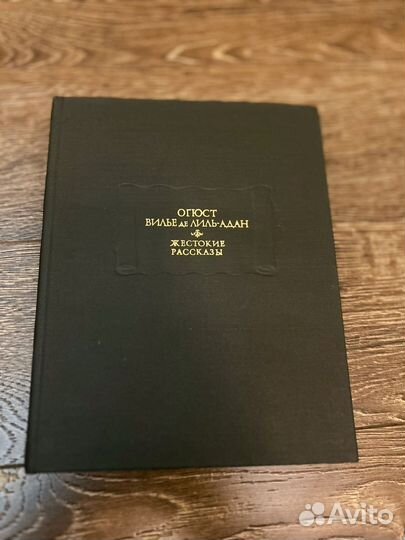 ОГЮСТ
ВИЛЬЕ ДЕ ЛИЛЬ-АДАН
ЖЕСТОКИЕ
РАССКАЗЫ
Avito